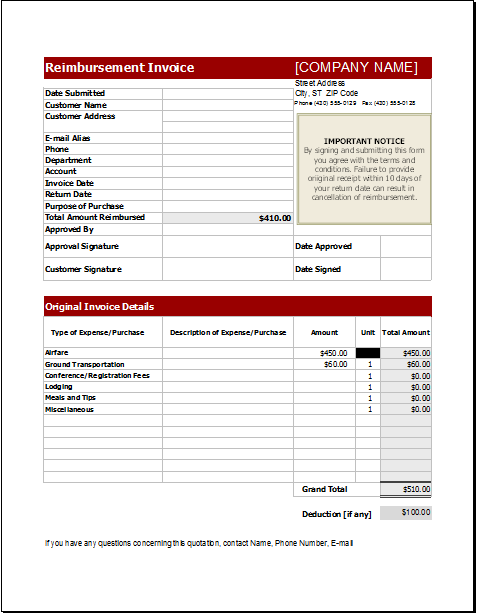 Reimbursement Invoice [COMPANY NAME]
Street Address
Date Submitted City, ST ZIP Code
Customer Name Phone (420) 555-0129 Fax (420) 555-0128
Customer Address
IMPORTANT NOTICE
By signing and submitting this form
you agree with the terms and
conditions. Failure to provide
original receipt within 10 days of
your return date can result in
cancellation of reimbursement.
E-mail Alias
Phone
Department
Account
Invoice Date
Return Date
Purpose of Purchase
Total Amount Reimbursed $410.00
Approved By
Approval Signature Date Approved
Customer Signature Date Signed
Original Invoice Details
Type of Expense/Purchase Description of Expense/Purchase Amount Unit Total Amount
Airfare $450.00 $450.00
Ground Transportation $60.00 1 $60.00
Conference/Registration Fees 1 $0.00
Lodging 1 $0.00
Meals and Tips 1 $0.00
Miscellaneous 1 $0.00
Grand Total $510.00
Deduction [if any] $100.00
If you have any questions concerning this quotation, contact Name, Phone Number, E-mail